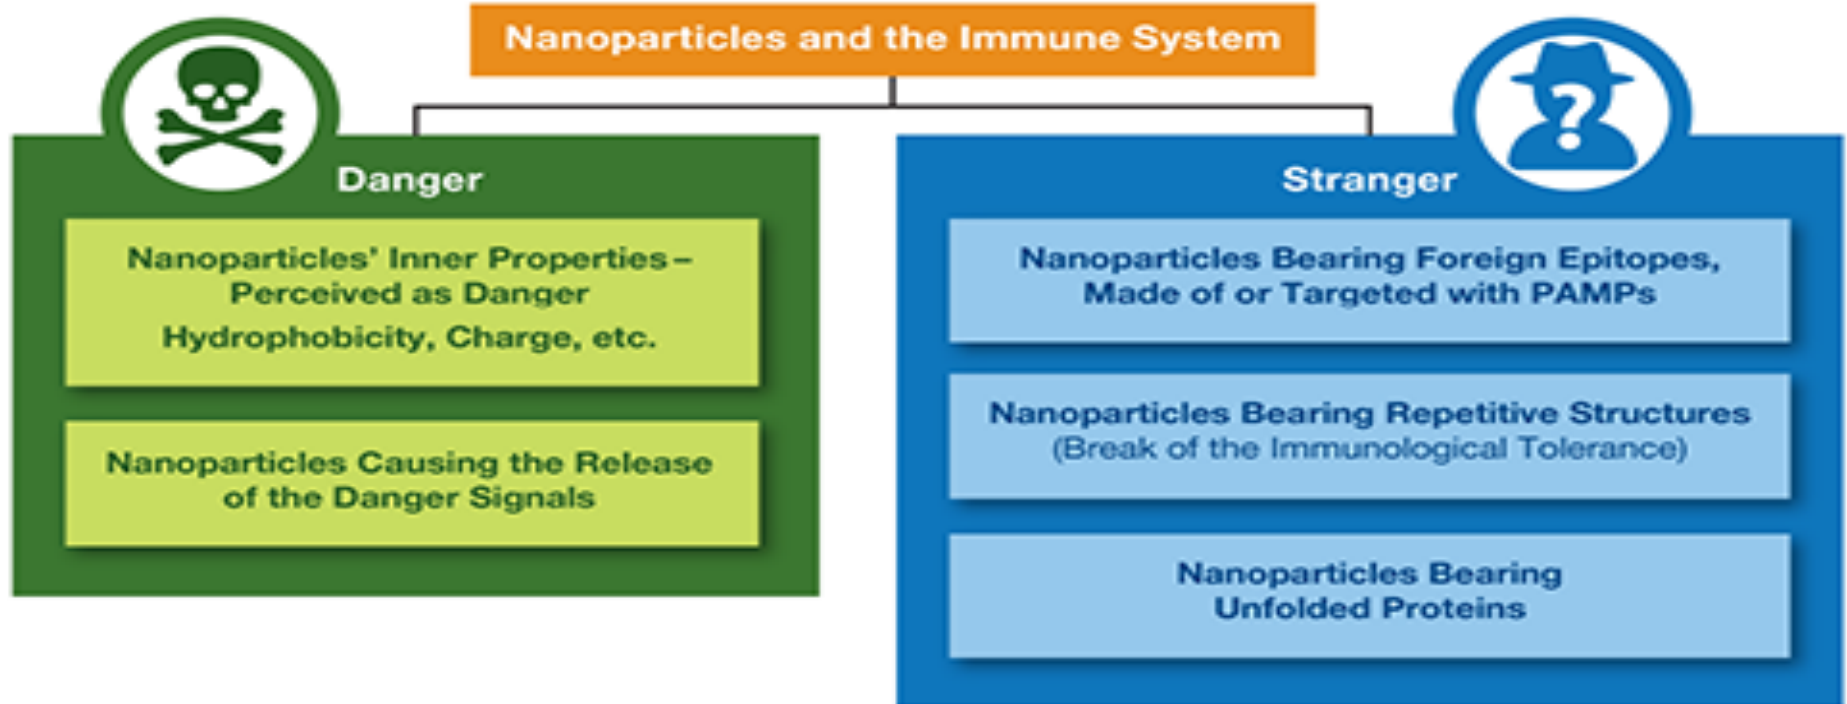 Nanoparticles and the Immune System
Danger
Nanoparticles' Inner Properties–
Perceived as Danger
Hydrophobicity, Charge, etc.
Nanoparticles Causing the Release
of the Danger Signals
?
Stranger
Nanoparticles Bearing Foreign Epitopes,
Made of or Targeted with PAMPs
Nanoparticles Bearing Repetitive Structures
(Break of the Immunological Tolerance)
Nanoparticles Bearing
Unfolded Proteins